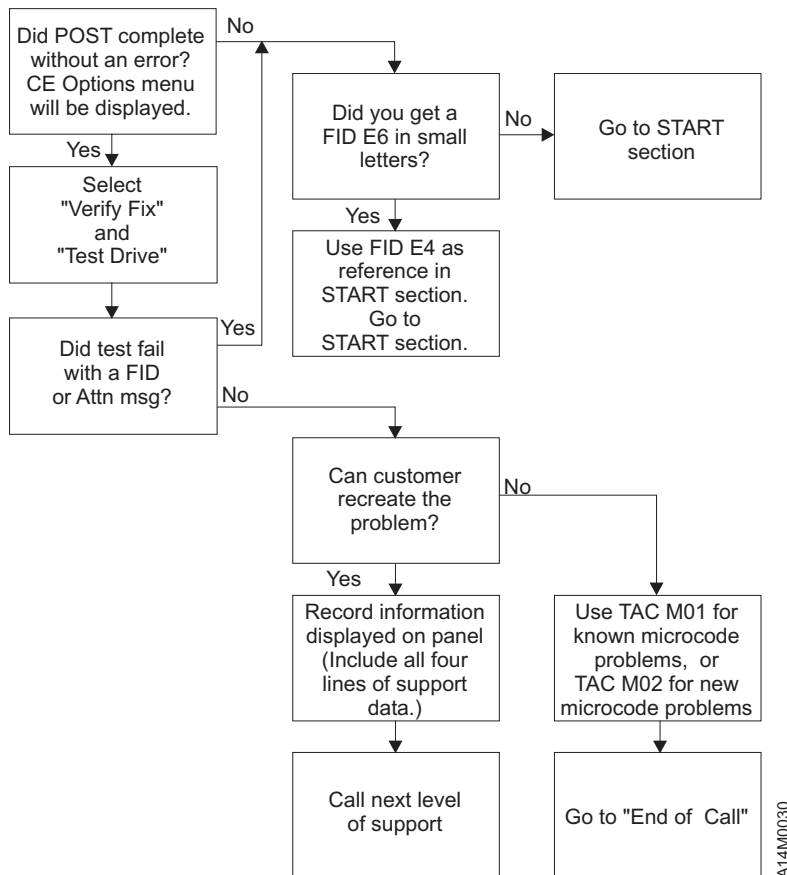 Did POST complete
without an error?
CE Options menu
will be displayed.
No
Yes
Select
"Verify Fix"
and
"Test Drive"
Did test fail
with a FID
or Attn msg?
Yes
No
Did you get a
FID E6 in small
letters?
No
Go to START
section
Yes
Use FID E4 as
reference in
START section.
Go to
START section.
Can customer
recreate the
problem?
No
Yes
Record information
displayed on panel
(Include all four
lines of support
data.)
Call next level
of support
Use TAC M01 for
known microcode
problems, or
TAC M02 for new
microcode problems
Go to "End of Call"
A14M0030